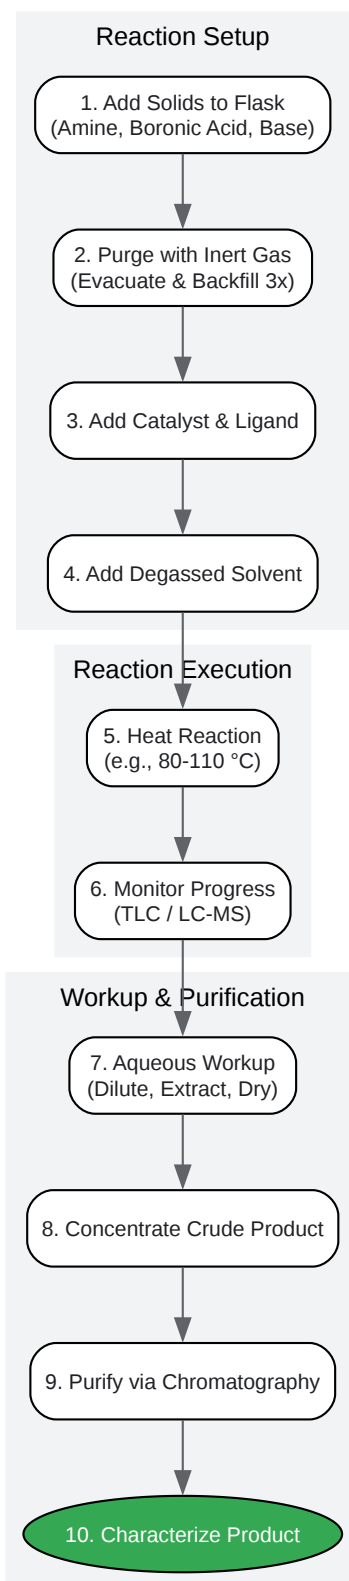 Reaction Setup
1. Add Solids to Flask
(Amine, Boronic Acid, Base)
2. Purge with Inert Gas
(Evacuate & Backfill 3x)
3. Add Catalyst & Ligand
4. Add Degassed Solvent
Reaction Execution
5. Heat Reaction
(e.g., 80-110 °C)
6. Monitor Progress
(TLC / LC-MS)
Workup & Purification
7. Aqueous Workup
(Dilute, Extract, Dry)
8. Concentrate Crude Product
9. Purify via Chromatography
10. Characterize Product